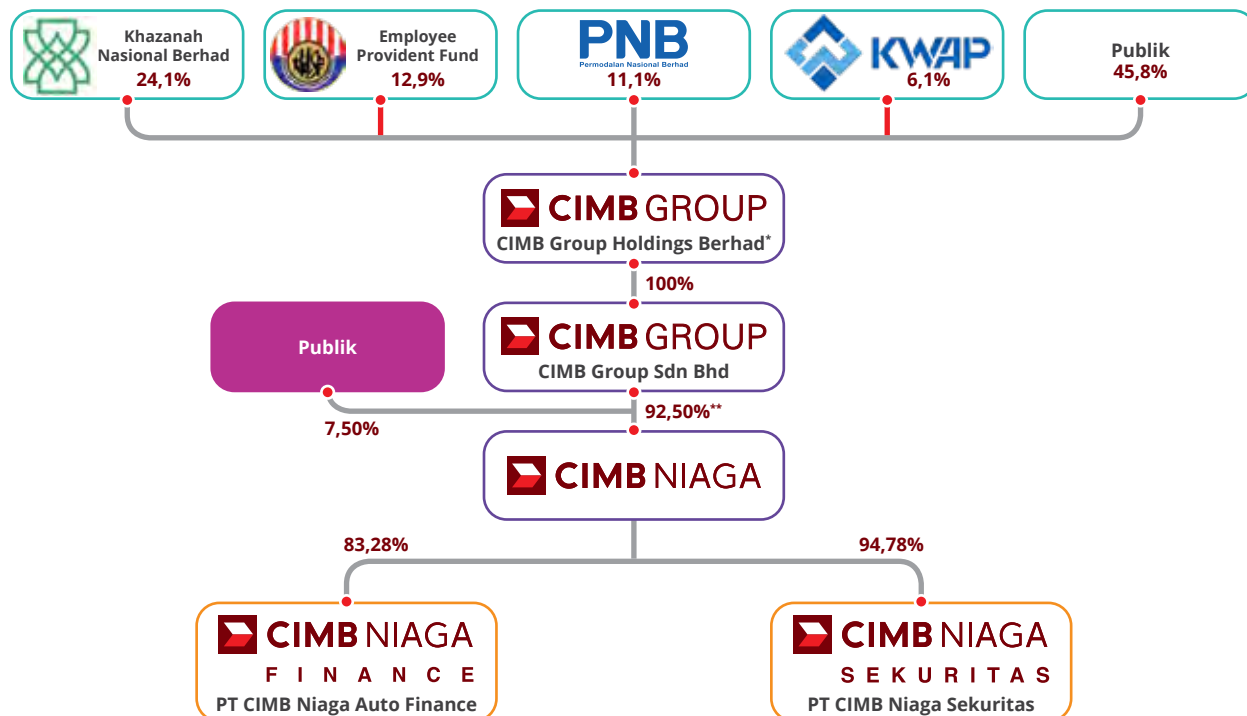 Khazanah
Nasional Berhad
24,1%
Employee
Provident Fund
12,9%
PNB
Permodalan Nasional Berhad
11,1%
KWAP
6,1%
Publik
45,8%
CIMB GROUP
CIMB Group Holdings Berhad*
100%
Publik
CIMB GROUP
CIMB Group Sdn Bhd
7,50%
92,50%**
CIMB NIAGA
83,28%
94,78%
CIMB NIAGA
FINANCE
PT CIMB Niaga Auto Finance
CIMB NIAGA
SEKURITAS
PT CIMB Niaga Sekuritas